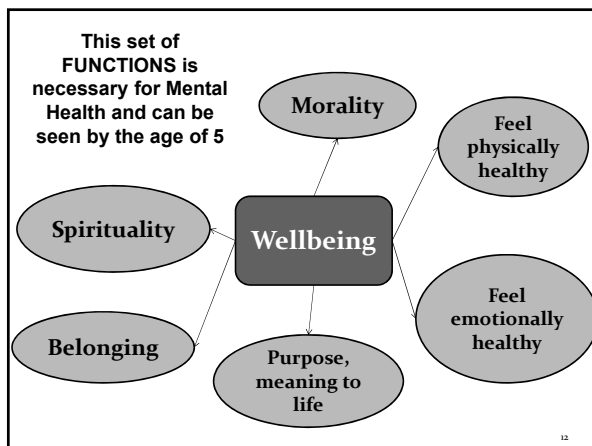 This set of
FUNCTIONS is
necessary for Mental
Health and can be
seen by the age of 5
Morality
Feel
physically
healthy
Spirituality
Wellbeing
Belonging
Purpose,
meaning to
life
Feel
emotionally
healthy
12